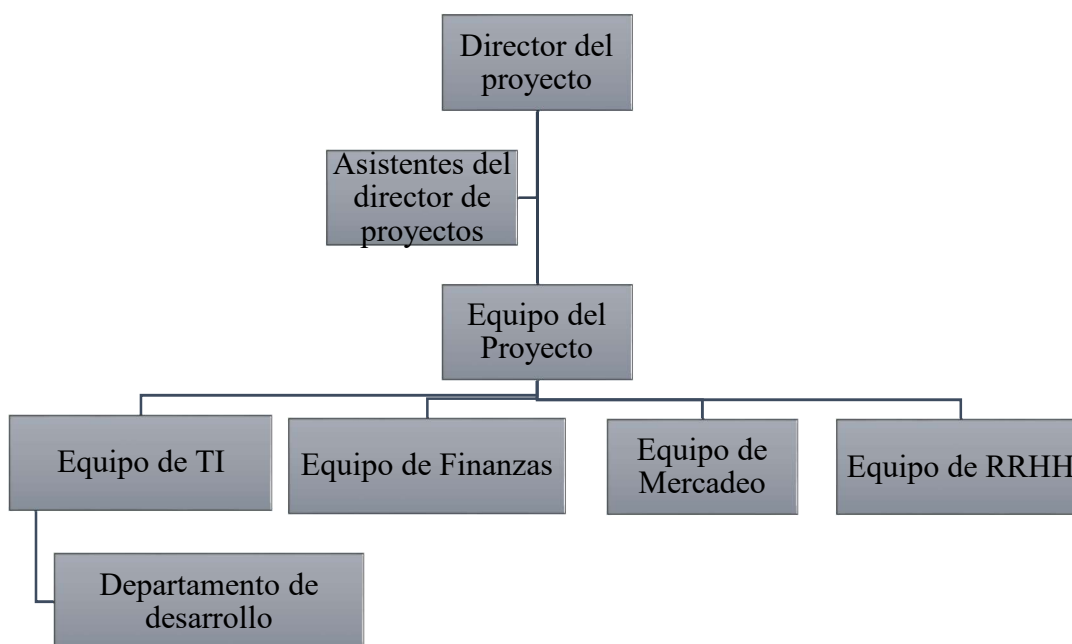 Director del
proyecto
Asistentes del
director de
proyectos
Equipo del
Proyecto
Equipo de TI
Equipo de Finanzas
Equipo de
Mercadeo
Equipo de RRHH
Departamento de
desarrollo